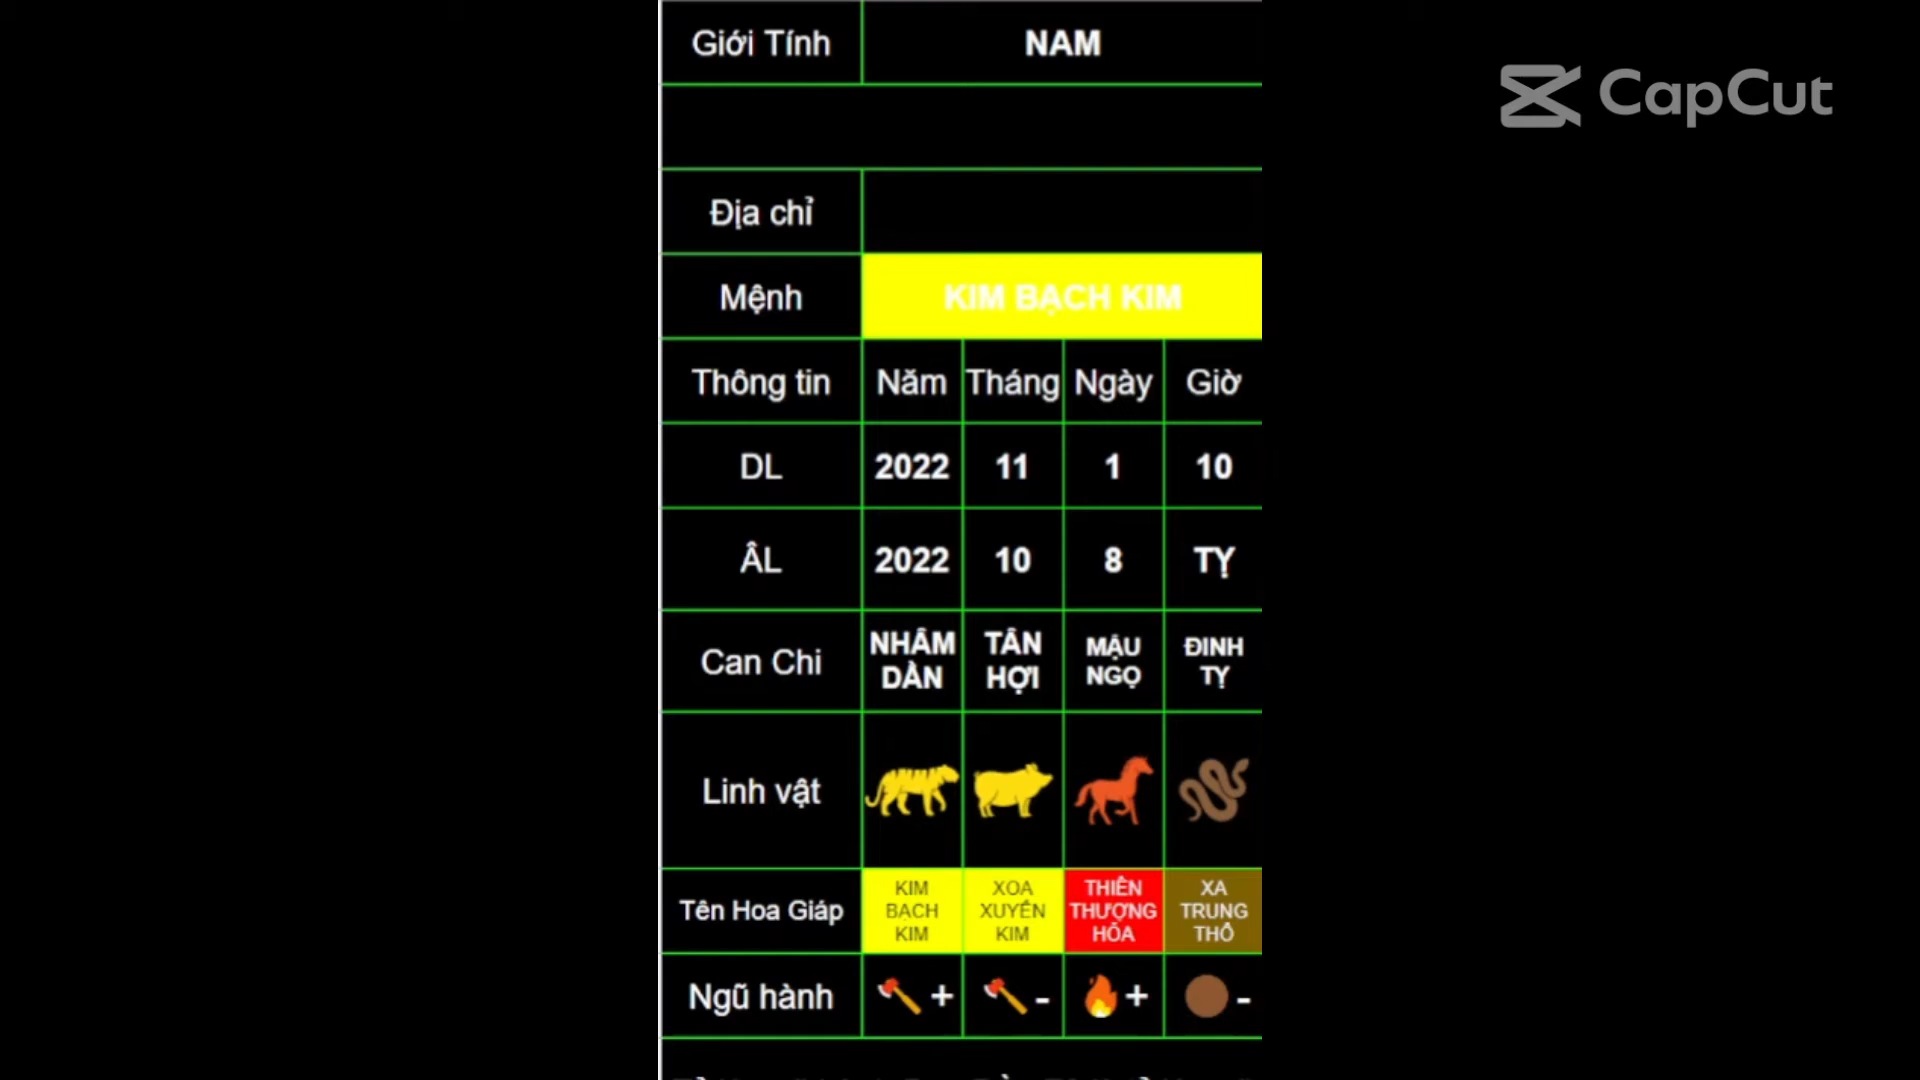 Giới Tính NAM
CapCut
Địa chỉ
Mệnh KIM BẠCH KIM
Thông tin Năm Tháng Ngày Giờ
DL 2022 11 1 10
ÂL 2022 10 8 TỴ
Can Chi NHÂM DẦN TÂN HỢI MẬU NGỌ ĐINH TỴ
Linh vật
Tên Hoa Giáp KIM BẠCH KIM XOA XUYẾN KIM THIÊN THƯỢNG HỎA XA TRUNG THỔ
Ngũ hành + - + -